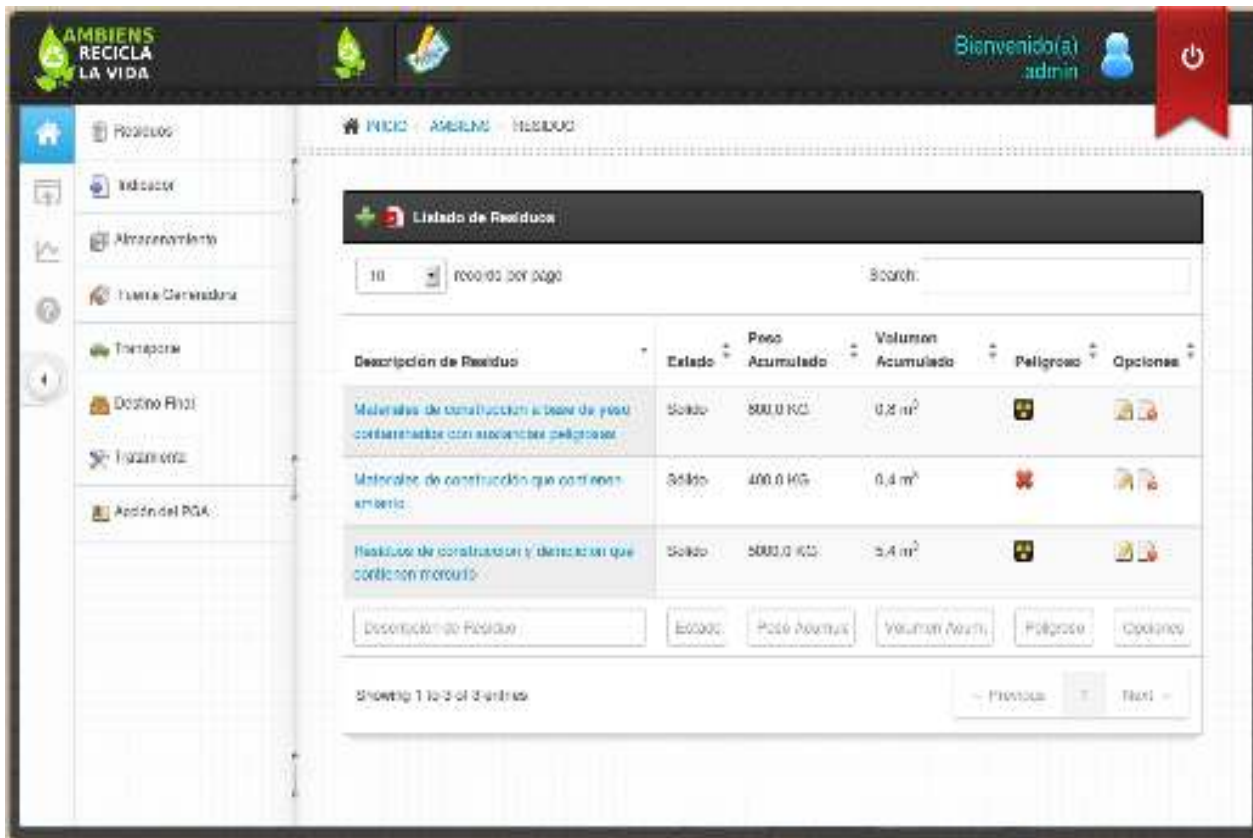 AMBIENS
RECICLA
LA VIDA
Bienvenido(a)
admin
INICIO AMBIENS RESIDUO
Residuos
Indicador
Almacenamiento
Fuente Generadora
Transporte
Destino Final
Tratamiento
Acción del PGA
Listado de Residuos
10 records per page
Search:
Descripción de Residuo Estado Peso Acumulado Volumen Acumulado Peligroso Opciones
Materiales de construcción a base de yeso
contaminados con sustancias peligrosas
Solido 800.0 KG 0,8 m³
Materiales de construcción que contienen
amianto
Solido 400.0 KG 0,4 m³
Residuos de construcción y demolición que
contienen mercurio
Solido 5000.0 KG 5,4 m³
Descripción de Residuo Estado Peso Acumula Volumen Acumu Peligroso Opciones
Showing 1 to 3 of 3 entries
← Previous 1 Next →